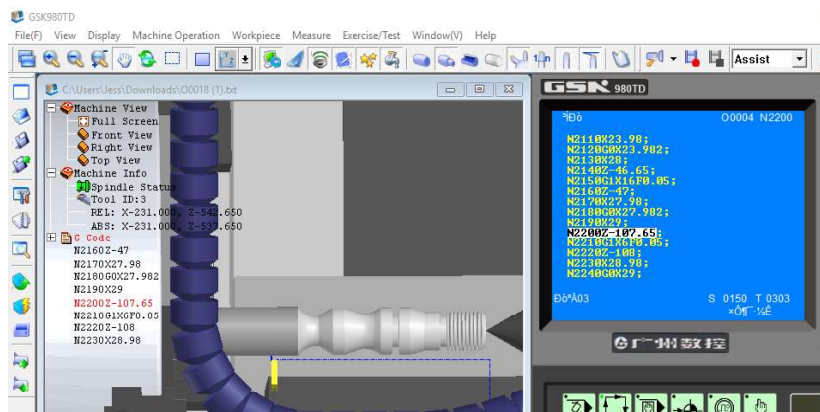 GSK980TD
File(F) View Display Machine Operation Workpiece Measure Exercise/Test Window(V) Help
Assist
C:\Users\Jess\Downloads\O0018 (1).txt
Machine View
Full Screen
Front View
Right View
Top View
Machine Info
Spindle Status
Tool ID:3
REL: X-231.000, Z-542.650
ABS: X-231.000, Z-537.650
G Code
N2160Z-47
N2170X27.98
N2180G0X27.982
N2190X29
N2200Z-107.65
N2210G1X6F0.05
N2220Z-108
N2230X28.98
GSK 980TD
³ÌÐò O0004 N2200
N2110X23.98;
N2120G0X23.982;
N2130X28;
N2140Z-46.65;
N2150G1X16F0.05;
N2160Z-47;
N2170X27.98;
N2180G0X27.982;
N2190X29;
N2200Z-107.65;
N2210G1X6F0.05;
N2220Z-108;
N2230X28.98;
N2240G0X29;
S 0150 T 0303
广州数控